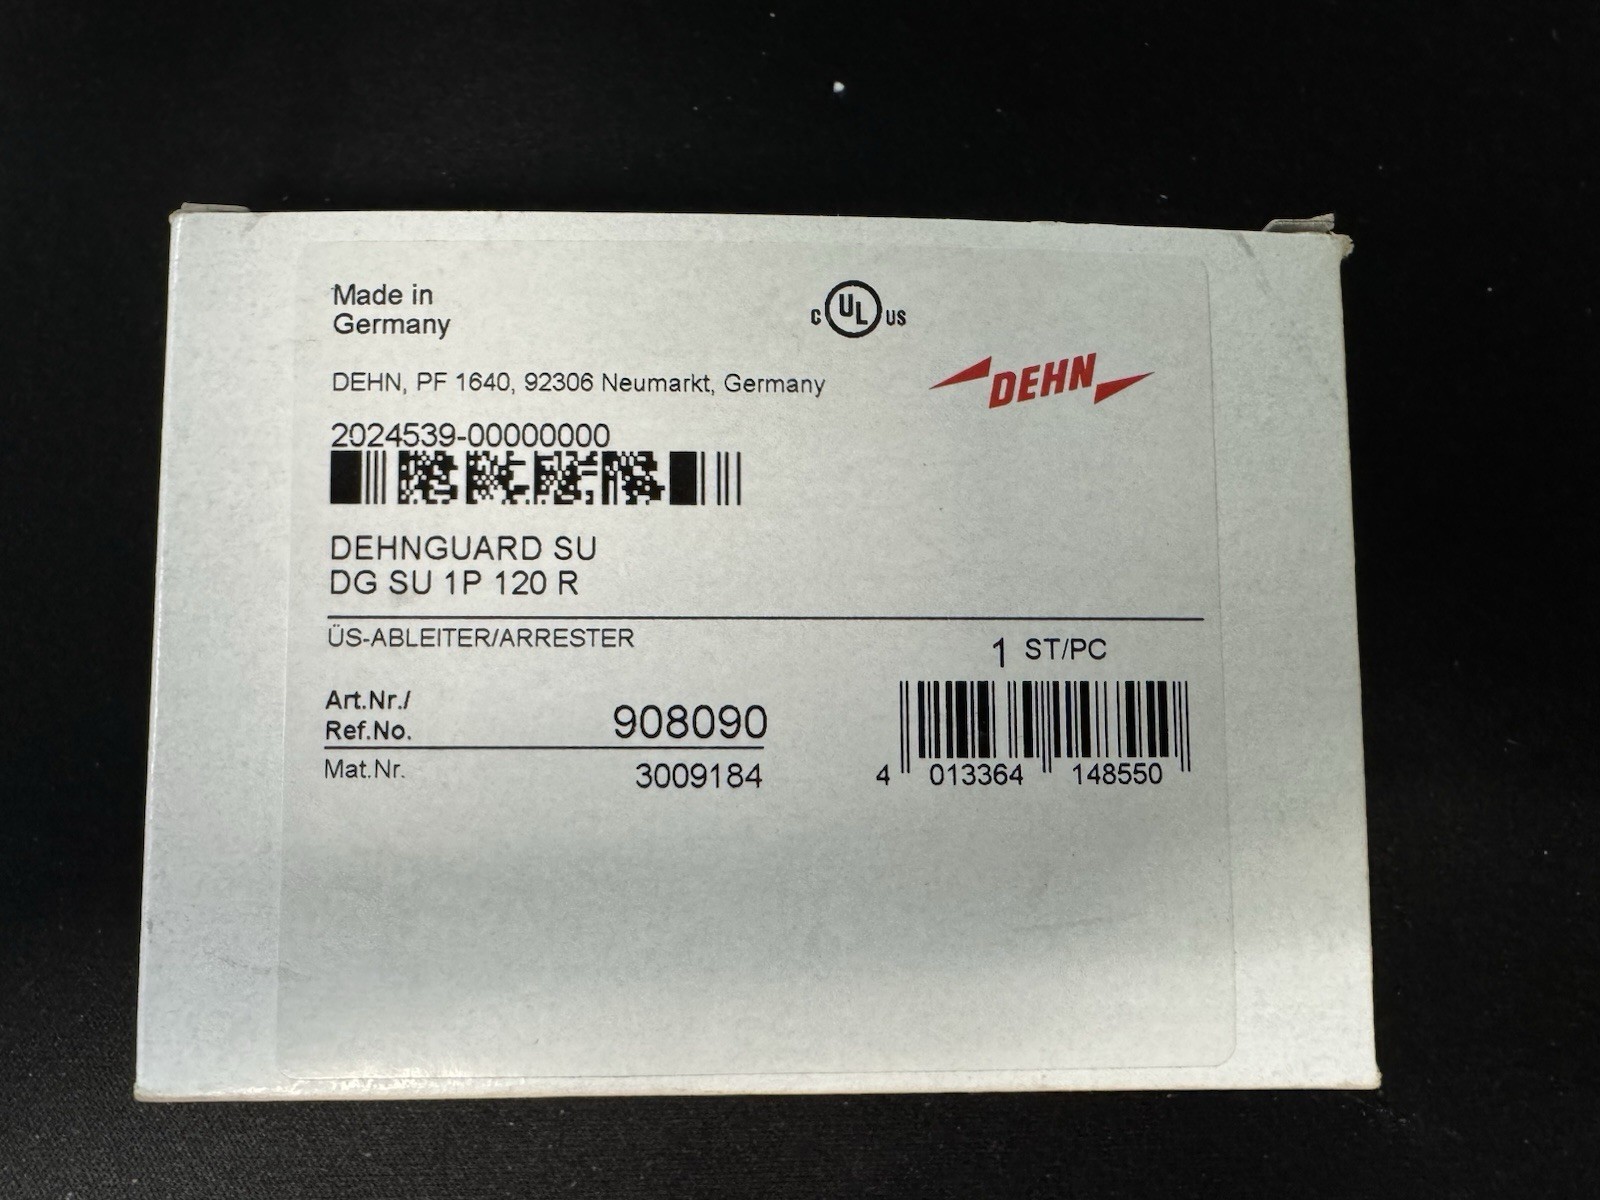 Made in
Germany
C UL US
DEHN
DEHN, PF 1640, 92306 Neumarkt, Germany
2024539-00000000
DEHNGUARD SU
DG SU 1P 120 R
ÜS-ABLEITER/ARRESTER
1 ST/PC
Art.Nr./
Ref.No. 908090
Mat.Nr. 3009184
4 013364 148550